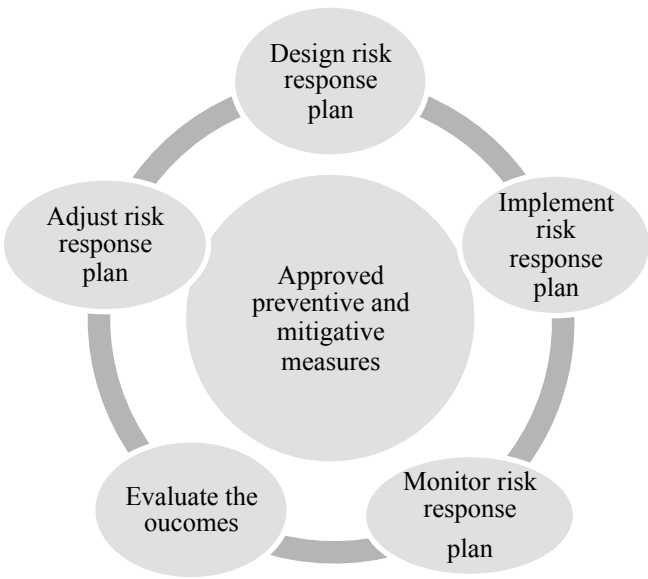 Design risk
response
plan
Implement
risk
response
plan
Monitor risk
response
plan
Evaluate the
oucomes
Adjust risk
response
plan
Approved
preventive and
mitigative
measures